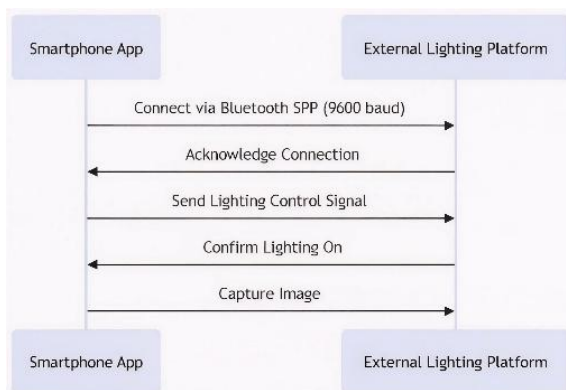 Smartphone App
External Lighting Platform
Connect via Bluetooth SPP (9600 baud)
Acknowledge Connection
Send Lighting Control Signal
Confirm Lighting On
Capture Image
Smartphone App
External Lighting Platform